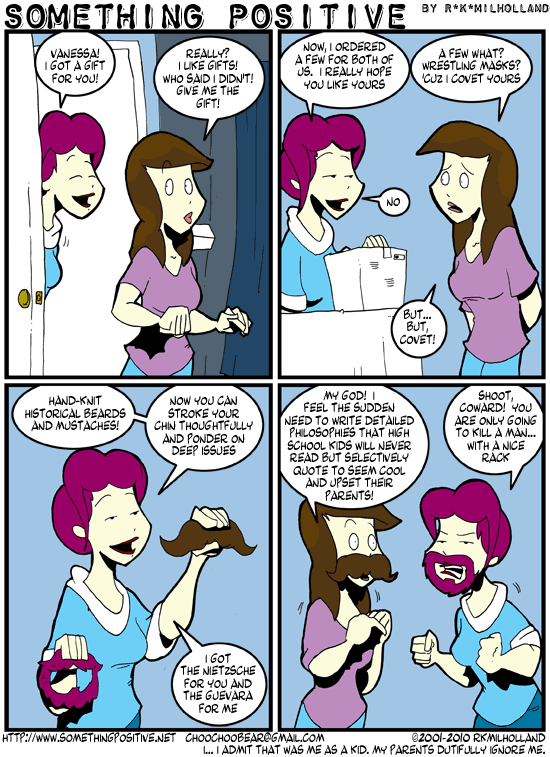 SOMETHING POSITIVE BY R*K*MILHOLLAND
VANESSA!
I GOT A GIFT
FOR YOU!
REALLY?
I LIKE GIFTS!
WHO SAID I DIDN'T!
GIVE ME THE
GIFT!
NOW, I ORDERED
A FEW FOR BOTH OF
US. I REALLY HOPE
YOU LIKE YOURS
A FEW WHAT?
WRESTLING MASKS?
'CUZ I COVET YOURS
NO
BUT...
BUT,
COVET!
HAND-KNIT
HISTORICAL BEARDS
AND MUSTACHES!
NOW YOU CAN
STROKE YOUR
CHIN THOUGHTFULLY
AND PONDER ON
DEEP ISSUES
I GOT
THE NIETZSCHE
FOR YOU AND
THE GUEVARA
FOR ME
MY GOD! I
FEEL THE SUDDEN
NEED TO WRITE DETAILED
PHILOSOPHIES THAT HIGH
SCHOOL KIDS WILL NEVER
READ BUT SELECTIVELY
QUOTE TO SEEM COOL
AND UPSET THEIR
PARENTS!
SHOOT,
COWARD! YOU
ARE ONLY GOING
TO KILL A MAN...
WITH A NICE
RACK
HTTP://WWW.SOMETHINGPOSITIVE.NET CHOOCHOOBEAR@GMAIL.COM ©2001-2010 RKMILHOLLAND
I... I ADMIT THAT WAS ME AS A KID. MY PARENTS DUTIFULLY IGNORE ME.